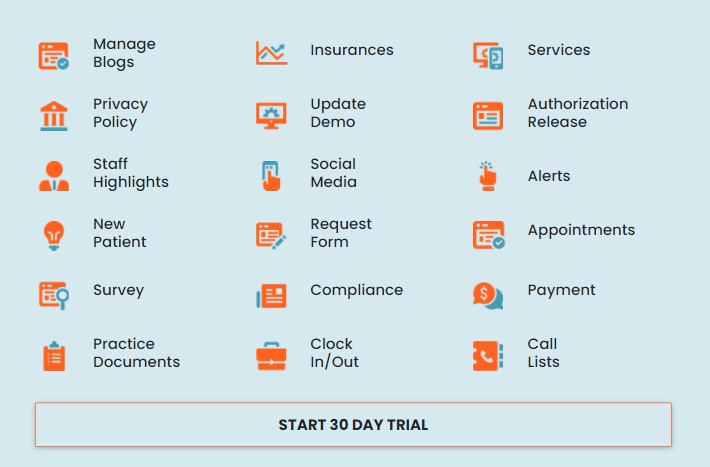 Manage
Blogs
Insurances
Services
Privacy
Policy
Update
Demo
Authorization
Release
Staff
Highlights
Social
Media
Alerts
New
Patient
Request
Form
Appointments
Survey
Compliance
Payment
Practice
Documents
Clock
In/Out
Call
Lists
START 30 DAY TRIAL